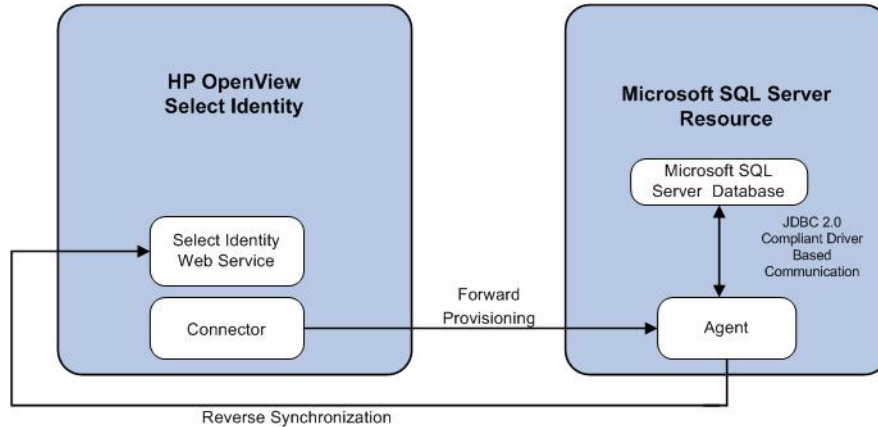 HP OpenView
Select Identity
Microsoft SQL Server
Resource
Microsoft SQL
Server Database
JDBC 2.0
Compliant Driver
Based
Communication
Select Identity
Web Service
Forward
Provisioning
Connector
Agent
Reverse Synchronization